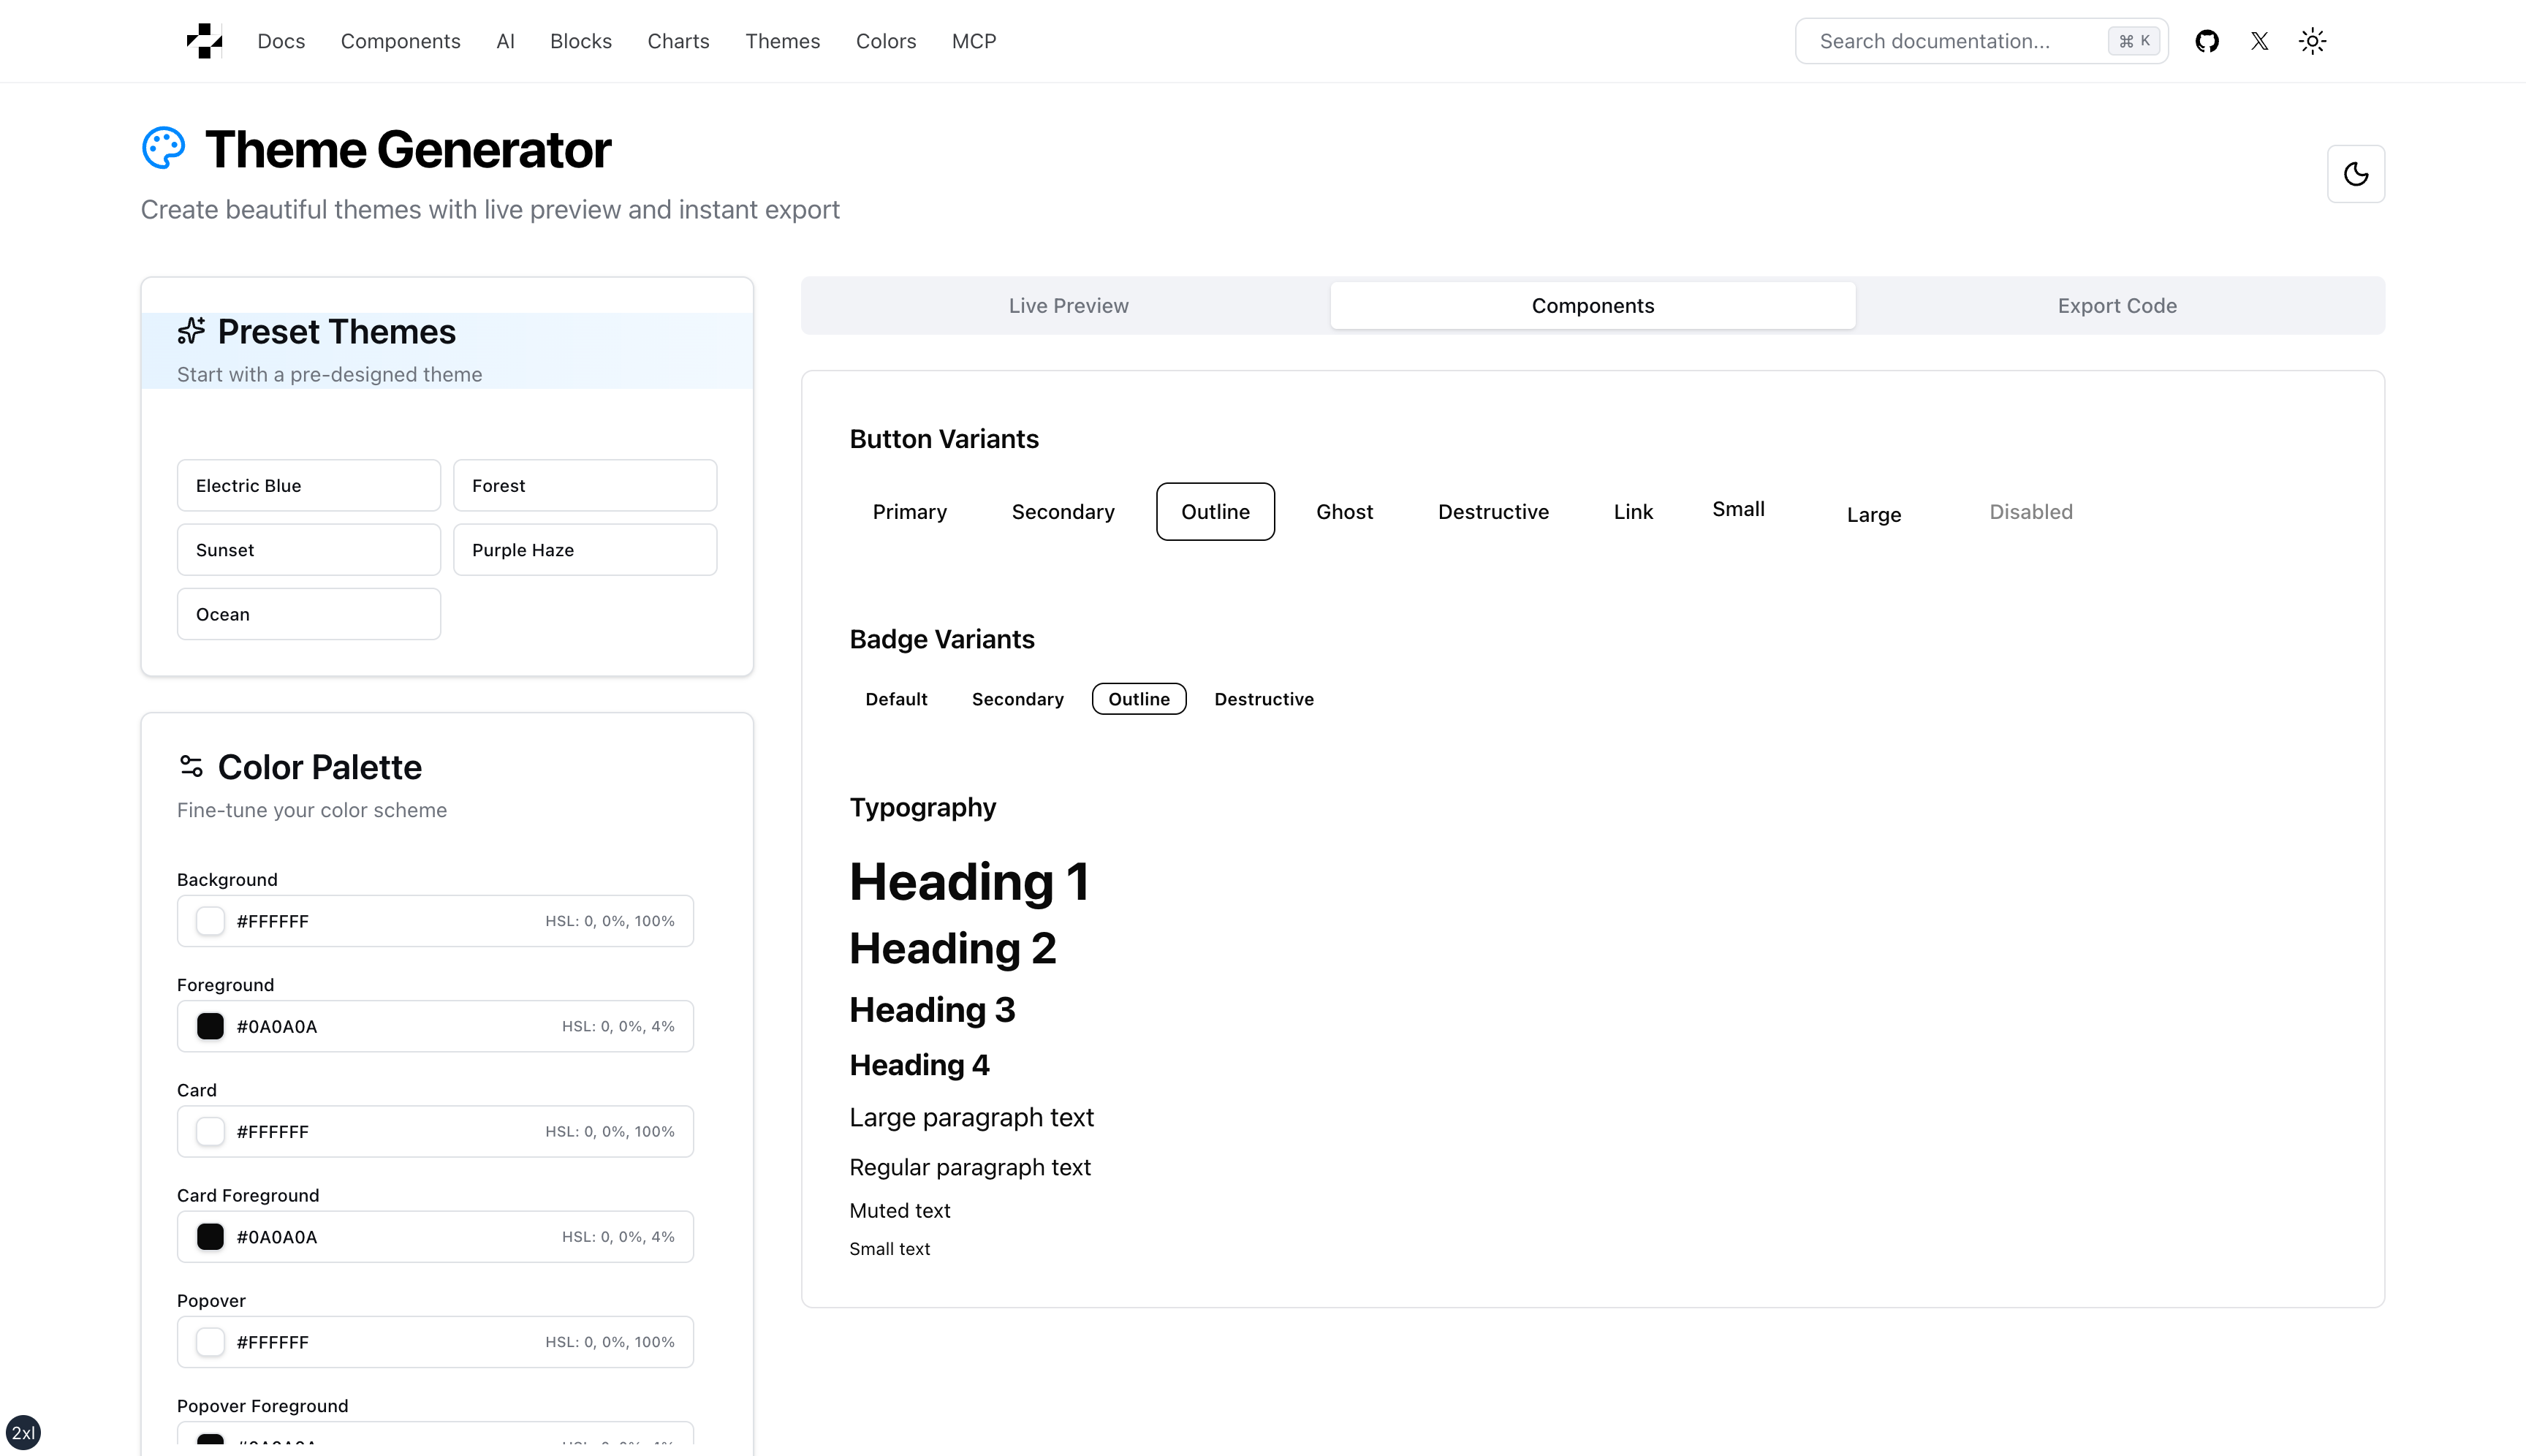 Docs Components AI Blocks Charts Themes Colors MCP Search documentation... ⌘ K
Theme Generator
Create beautiful themes with live preview and instant export
Preset Themes
Start with a pre-designed theme
Electric Blue Forest
Sunset Purple Haze
Ocean
Color Palette
Fine-tune your color scheme
Background
#FFFFFF HSL: 0, 0%, 100%
Foreground
#0A0A0A HSL: 0, 0%, 4%
Card
#FFFFFF HSL: 0, 0%, 100%
Card Foreground
#0A0A0A HSL: 0, 0%, 4%
Popover
#FFFFFF HSL: 0, 0%, 100%
Popover Foreground
Live Preview Components Export Code
Button Variants
Primary Secondary Outline Ghost Destructive Link Small Large Disabled
Badge Variants
Default Secondary Outline Destructive
Typography
Heading 1
Heading 2
Heading 3
Heading 4
Large paragraph text
Regular paragraph text
Muted text
Small text
2xl